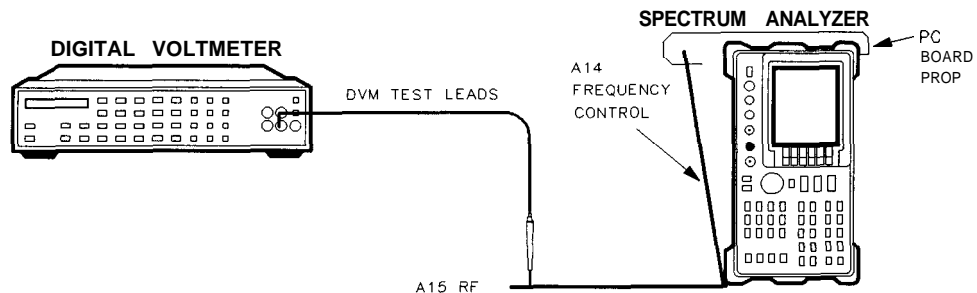 SPECTRUM ANALYZER
DIGITAL VOLTMETER
PC
BOARD
PROP
A14
FREQUENCY
CONTROL
DVM TEST LEADS
A15 RF